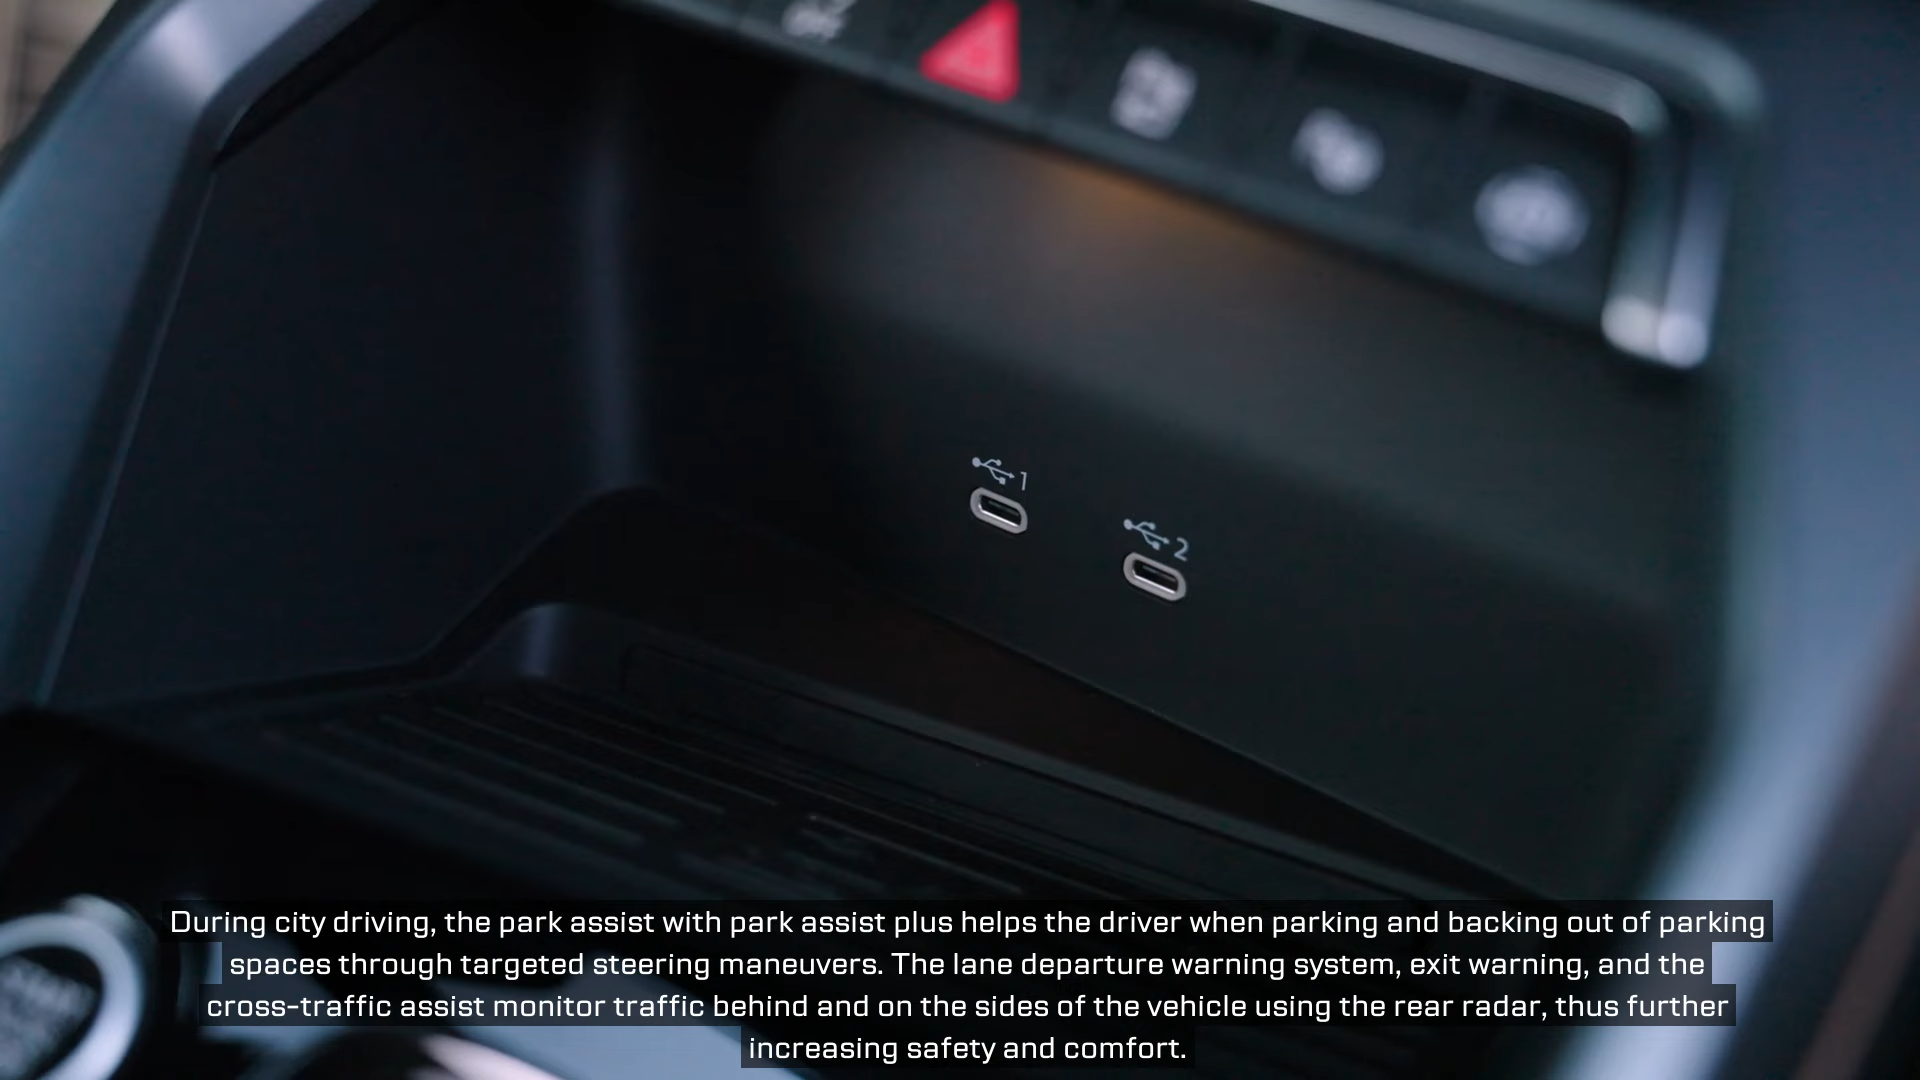 1
2
During city driving, the park assist with park assist plus helps the driver when parking and backing out of parking
spaces through targeted steering maneuvers. The lane departure warning system, exit warning, and the
cross-traffic assist monitor traffic behind and on the sides of the vehicle using the rear radar, thus further
increasing safety and comfort.